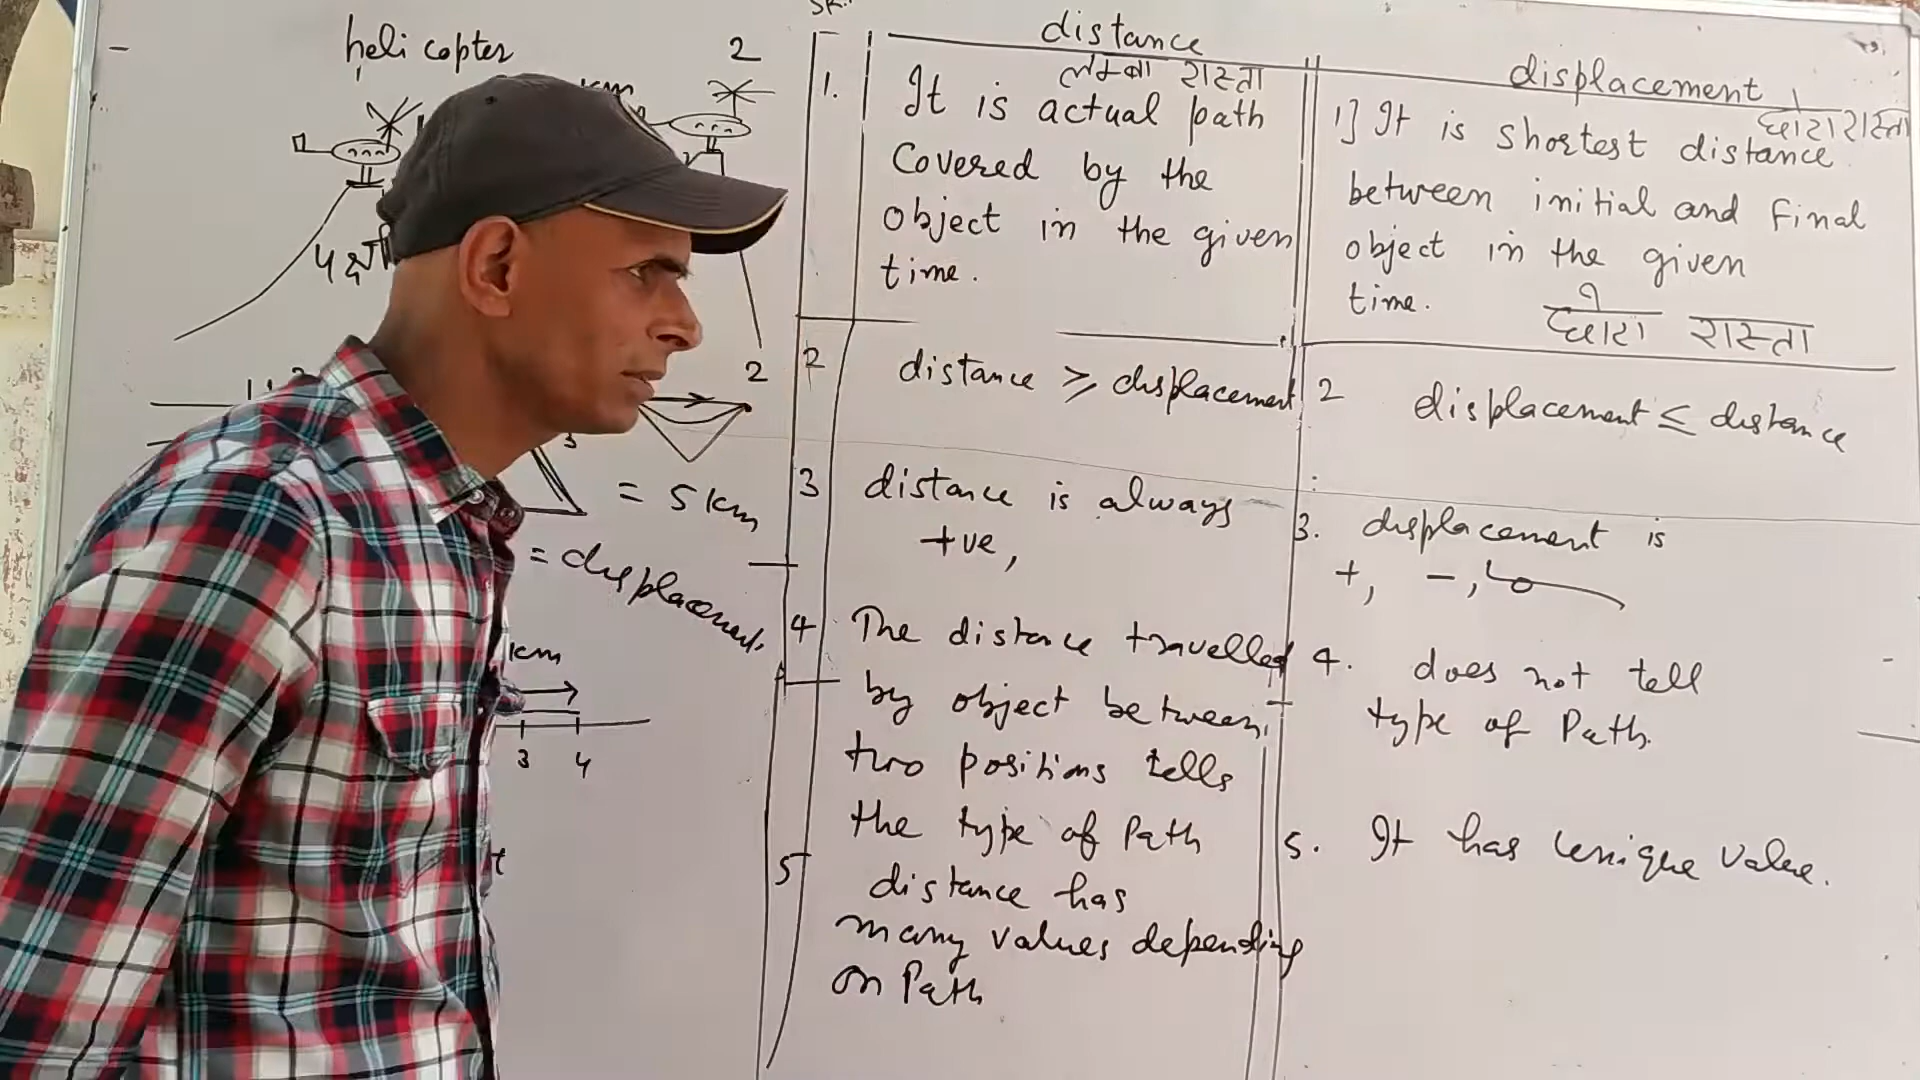 helicopter
2
km
2
3
= 5 km
= displacement.
km
3
4
t
distance
लम्बा रास्ता
1.
It is actual path
Covered by the
object in the given
time.
2
distance ⩾ displacement
3
distance is always
+ve,
4
The distance travelled
by object between
two positions tells
the type of Path
5
distance has
many values depending
on Path
displacement
1] It is shortest distance
between initial and final
object in the given
time.
रास्ता
2
displacement ≤ distance
3. displacement is
+, -, 0
4. does not tell
type of Path.
5. It has unique value.